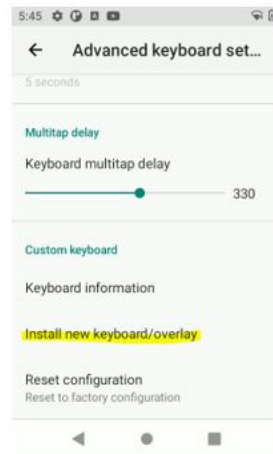 5:45
Advanced keyboard set...
5 seconds
Multitap delay
Keyboard multitap delay
330
Custom keyboard
Keyboard information
Install new keyboard/overlay
Reset configuration
Reset to factory configuration